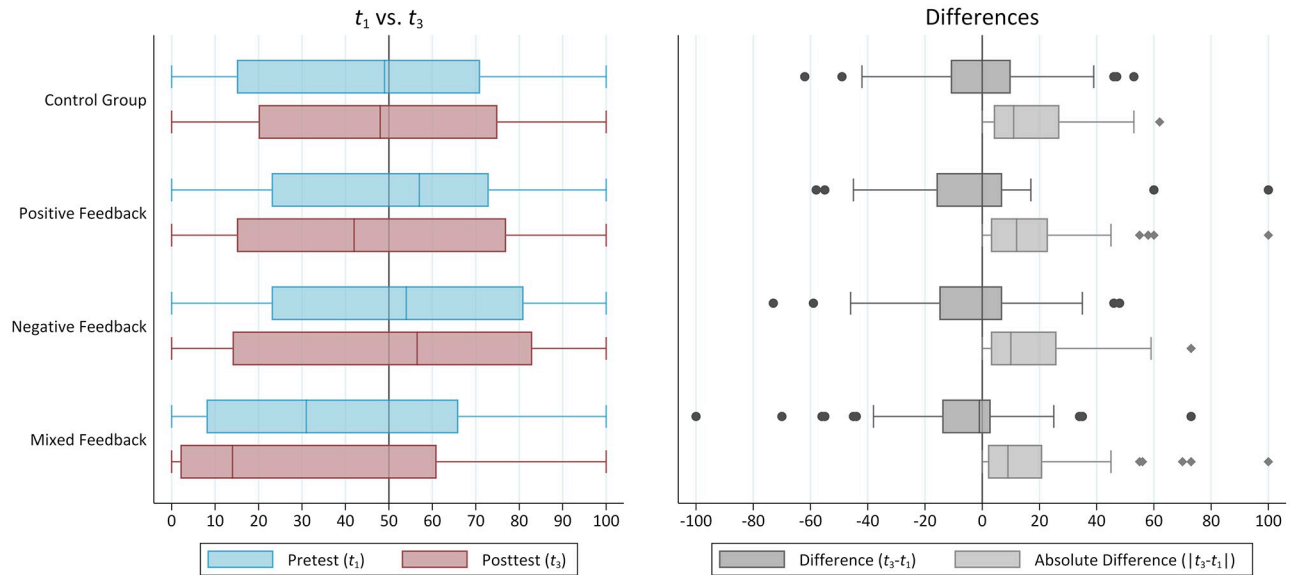 t₁ vs. t₃
Differences
Control Group
Positive Feedback
Negative Feedback
Mixed Feedback
0 10 20 30 40 50 60 70 80 90 100
-100 -80 -60 -40 -20 0 20 40 60 80 100
Pretest (t₁) Posttest (t₃)
Difference (t₃-t₁) Absolute Difference (|t₃-t₁|)